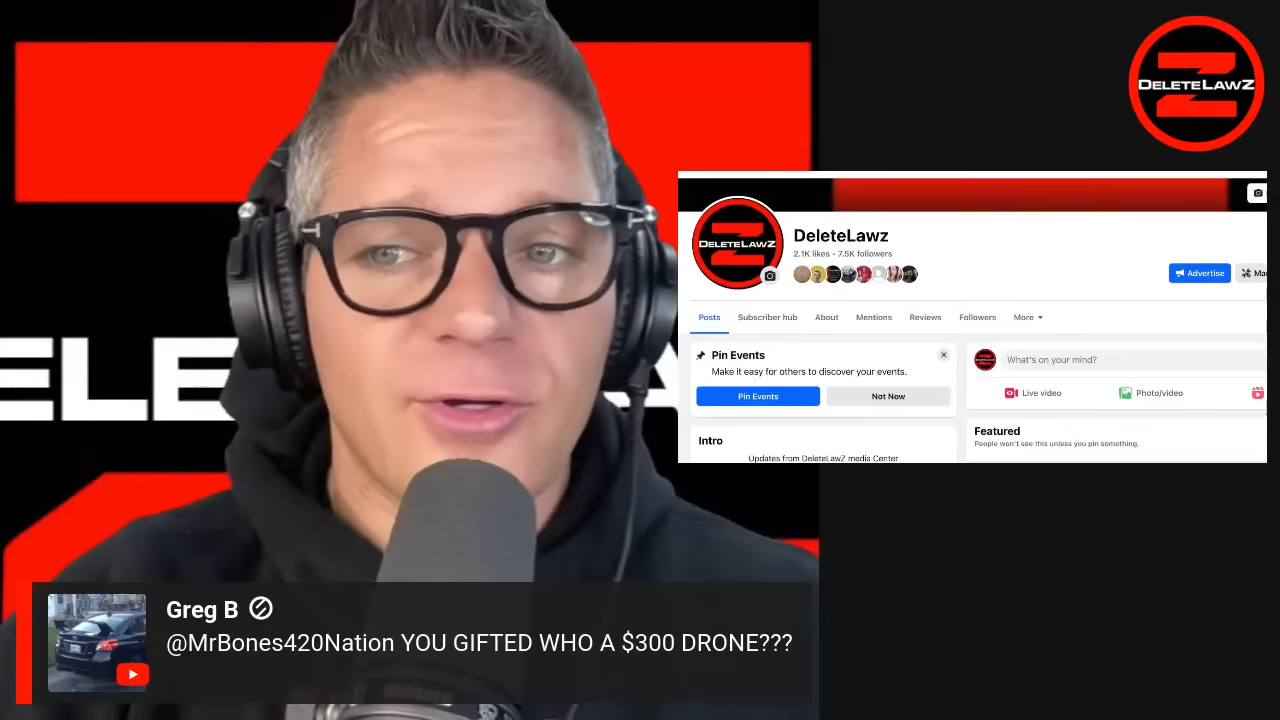 DELETELAWZ
ELE
DELETELAWZ
DeleteLawz
2.1K likes • 7.5K followers
Advertise
Posts
Subscriber hub
About
Mentions
Reviews
Followers
More
Pin Events
Make it easy for others to discover your events.
Pin Events
Not Now
What's on your mind?
Live video
Photo/video
Intro
Updates from DeleteLawZ media Center
Featured
People won't see this unless you pin something.
Greg B
@MrBones420Nation YOU GIFTED WHO A $300 DRONE???